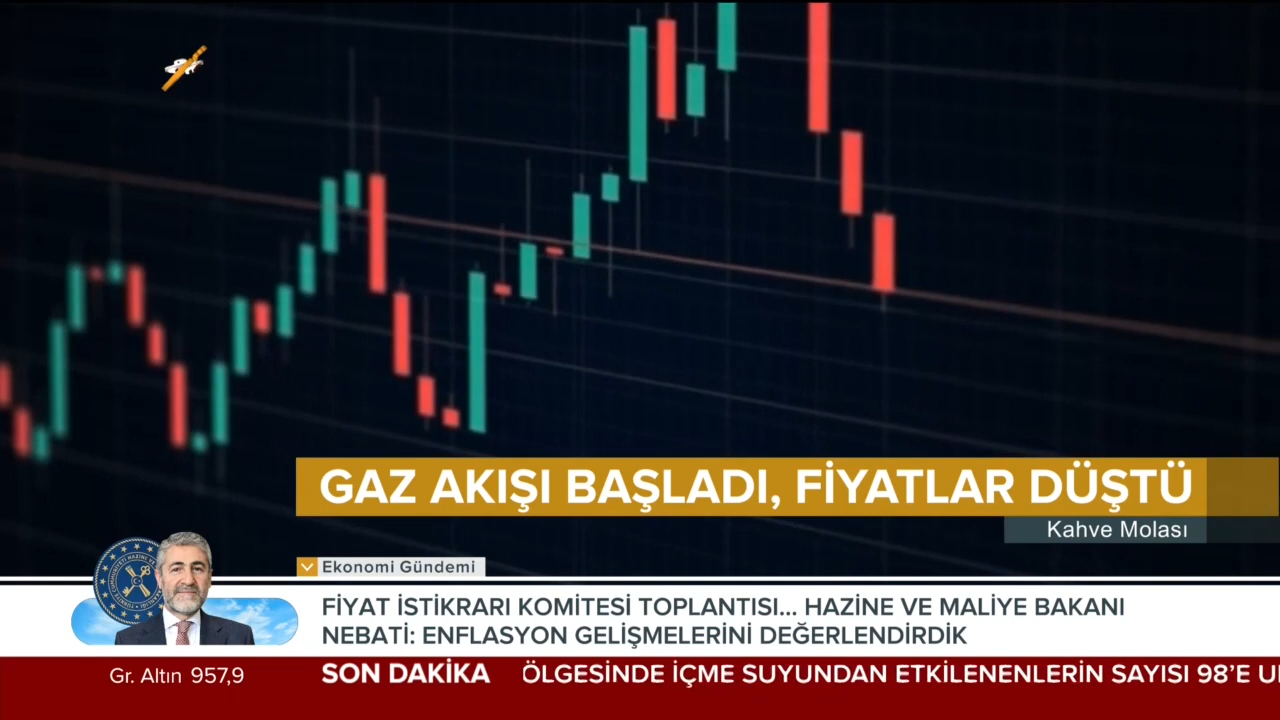 GAZ AKIŞI BAŞLADI, FİYATLAR DÜŞTÜ
Kahve Molası
Ekonomi Gündemi
FİYAT İSTİKRARI KOMİTESİ TOPLANTISI... HAZİNE VE MALİYE BAKANI
NEBATİ: ENFLASYON GELİŞMELERİNİ DEĞERLENDİRDİK
Gr. Altın 957,9
SON DAKİKA
ÖLGESİNDE İÇME SUYUNDAN ETKİLENENLERİN SAYISI 98’E